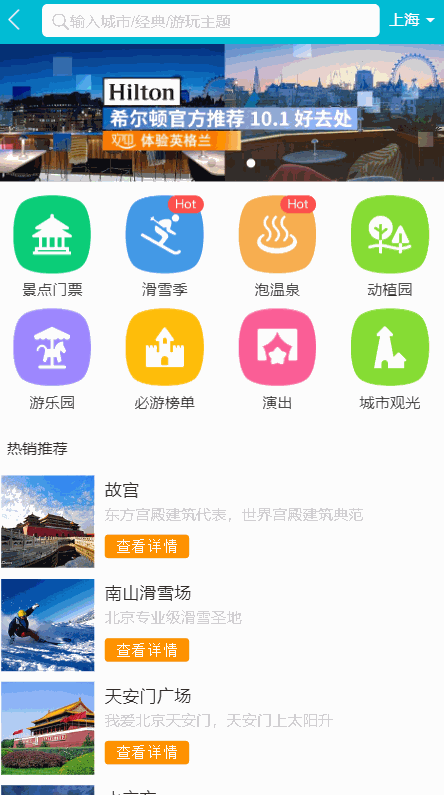 输入城市/经典/游玩主题
上海
Hilton
希尔顿官方推荐 10.1 好去处
体验英格兰
Hot
Hot
景点门票
滑雪季
泡温泉
动植园
游乐园
必游榜单
演出
城市观光
热销推荐
故宫
东方宫殿建筑代表，世界宫殿建筑典范
查看详情
南山滑雪场
北京专业级滑雪圣地
查看详情
天安门广场
我爱北京天安门，天安门上太阳升
查看详情